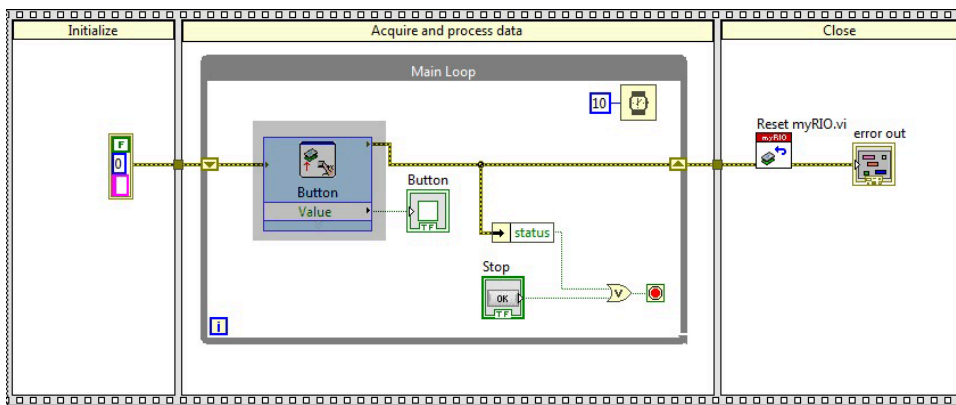 Initialize
Acquire and process data
Close
Main Loop
10
Reset myRIO.vi
myRIO
error out
F
0
Button
Button
Value
TF
status
Stop
OK
TF
V
i